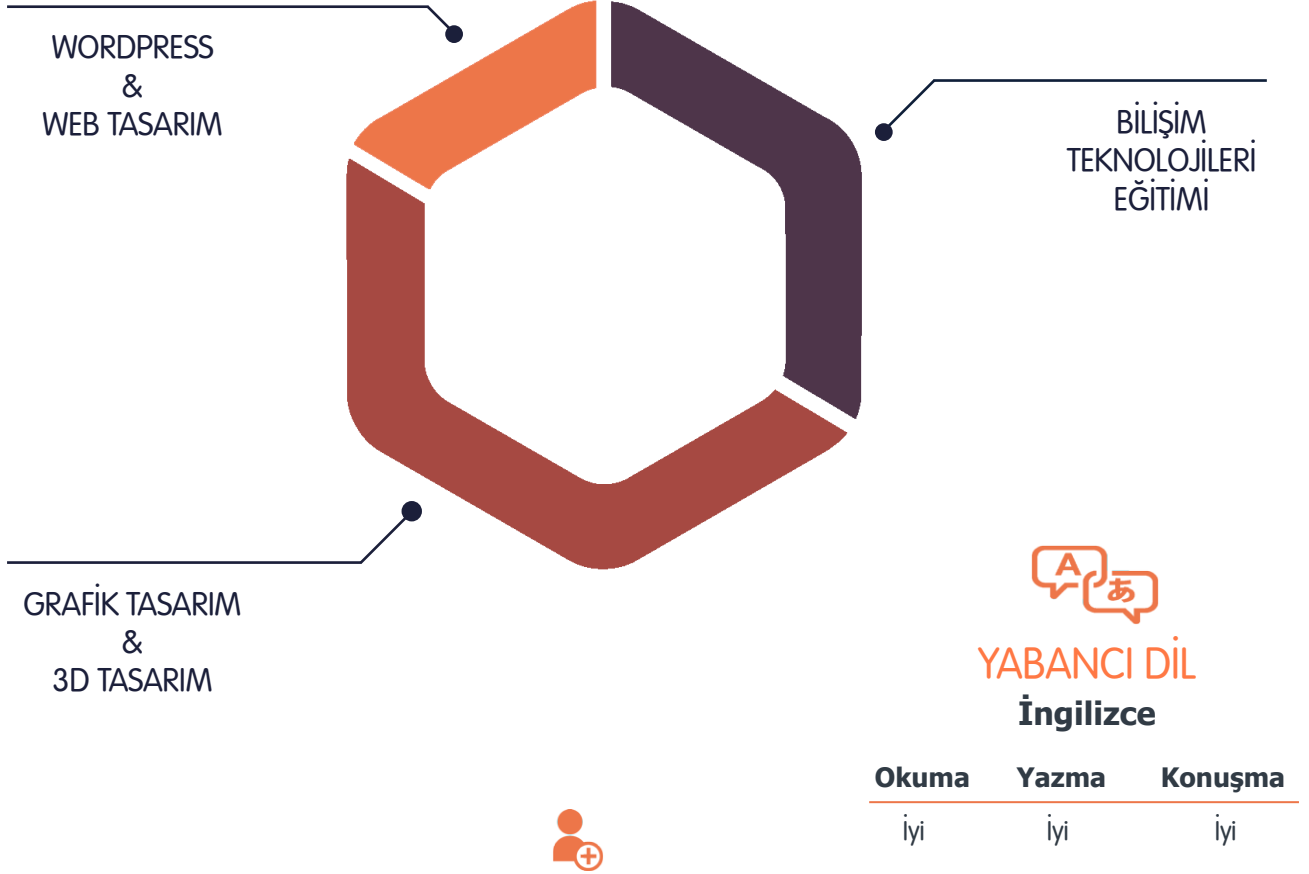 WORDPRESS
&
WEB TASARIM
BİLİŞİM
TEKNOLOJİLERİ
EĞİTİMİ
GRAFİK TASARIM
&
3D TASARIM
A
あ
YABANCI DİL
İngilizce
Okuma Yazma Konuşma
İyi İyi İyi